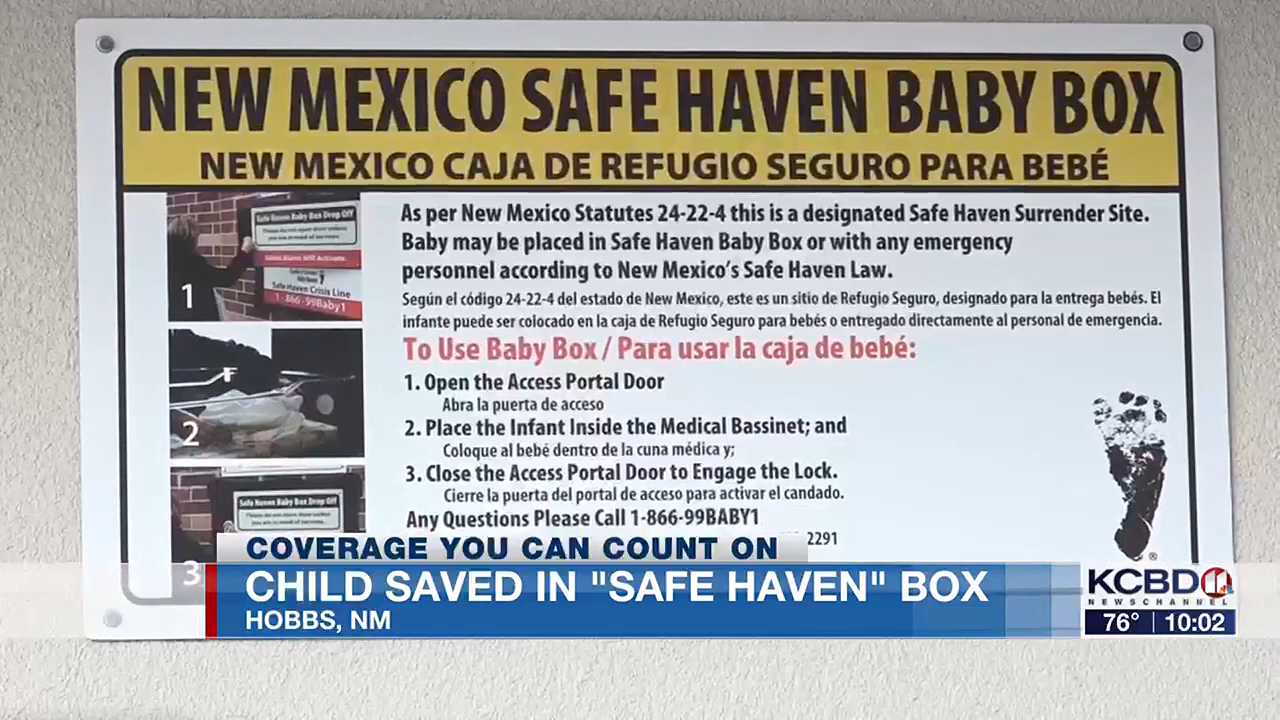 NEW MEXICO SAFE HAVEN BABY BOX
NEW MEXICO CAJA DE REFUGIO SEGURO PARA BEBÉ
As per New Mexico Statutes 24-22-4 this is a designated Safe Haven Surrender Site.
Baby may be placed in Safe Haven Baby Box or with any emergency
personnel according to New Mexico's Safe Haven Law.
Según el código 24-22-4 del estado de New Mexico, este es un sitio de Refugio Seguro, designado para la entrega bebés. El
infante puede ser colocado en la caja de Refugio Seguro para bebés o entregado directamente al personal de emergencia.
To Use Baby Box / Para usar la caja de bebé:
1. Open the Access Portal Door
Abra la puerta de acceso
2. Place the Infant Inside the Medical Bassinet; and
Coloque al bebé dentro de la cuna médica y;
3. Close the Access Portal Door to Engage the Lock.
Cierre la puerta del portal de acceso para activar el candado.
Any Questions Please Call 1-866-99BABY1
2291
Safe Haven Baby Box Drop Off
Safe Haven Crisis Line
1-866-99Baby1
1
2
Safe Haven Baby Box Drop Off
3
®
COVERAGE YOU CAN COUNT ON
CHILD SAVED IN "SAFE HAVEN" BOX
HOBBS, NM
KCBD 11
NEWSCHANNEL
76° 10:02